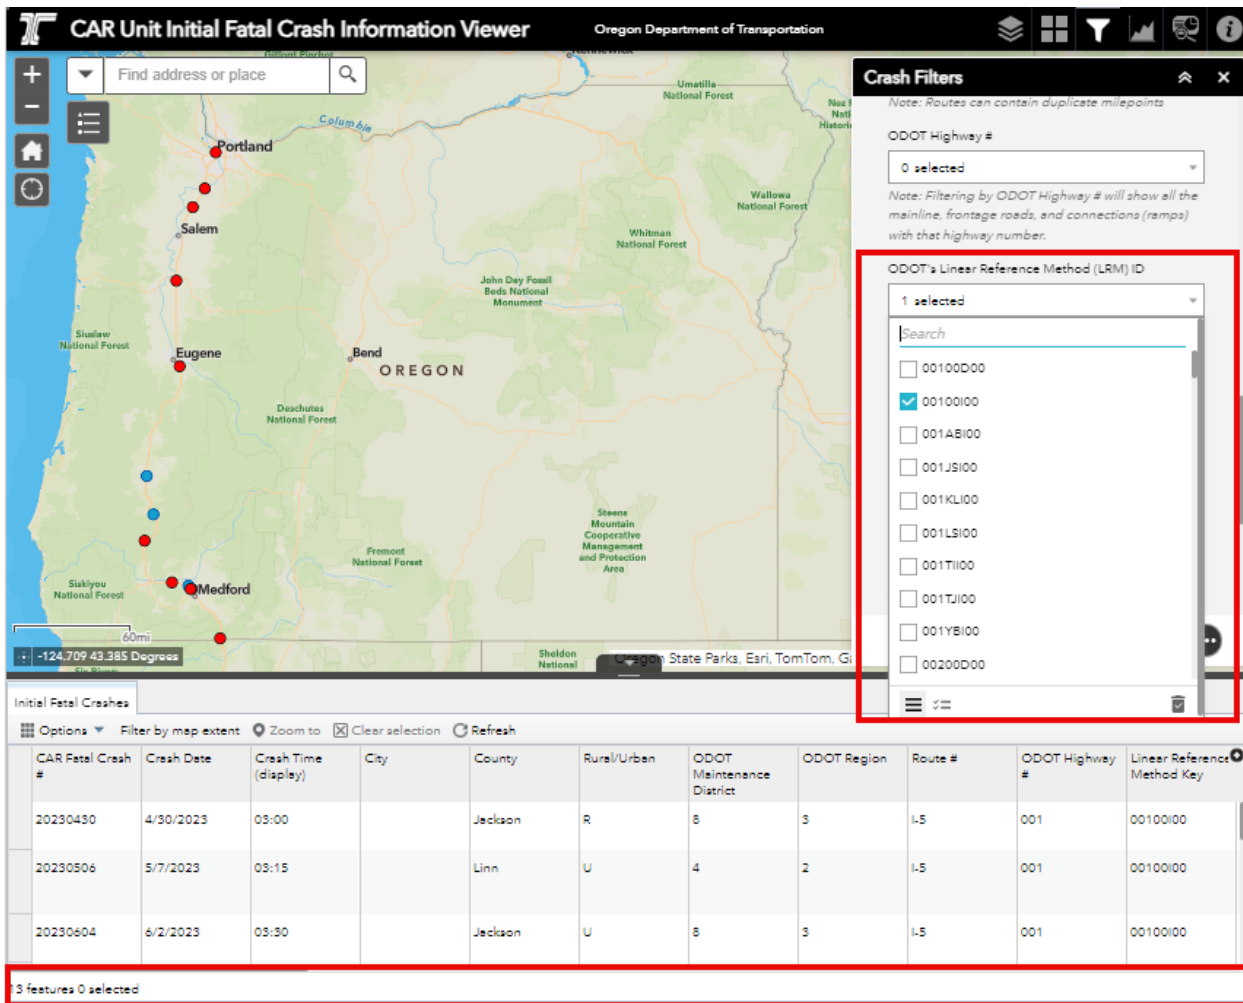 CAR Unit Initial Fatal Crash Information Viewer
Oregon Department of Transportation
Find address or place
Gifford Pinchot
Kennewick
Umatilla
National Forest
Columbia
Portland
Salem
Wallowa
National Forest
Whitman
National Forest
John Day Fossil
Beds National
Monument
Siuslaw
National Forest
Eugene
Bend
OREGON
Deschutes
National Forest
Steens
Mountain
Cooperative
Management
and Protection
Area
Fremont
National Forest
Siskiyou
National Forest
Medford
60mi
-124.709 43.385 Degrees
Sheldon
National
Oregon State Parks, Esri, TomTom,
Crash Filters
Note: Routes can contain duplicate milepoints
ODOT Highway #
0 selected
Note: Filtering by ODOT Highway # will show all the
mainline, frontage roads, and connections (ramps)
with that highway number.
ODOT's Linear Reference Method (LRM) ID
1 selected
Search
00100D00
00100I00
001ABI00
001JSI00
001KLI00
001LSI00
001TII00
001TJI00
001YBI00
00200D00
Initial Fatal Crashes
Options Filter by map extent Zoom to Clear selection Refresh
CAR Fatal Crash Crash Date Crash Time City County Rural/Urban ODOT ODOT Region Route # ODOT Highway Linear Reference
# (display) Maintenance # Method Key
District
20230430 4/30/2023 03:00 Jackson R 8 3 I-5 001 00100I00
20230506 5/7/2023 03:15 Linn U 4 2 I-5 001 00100I00
20230604 6/2/2023 03:30 Jackson U 8 3 I-5 001 00100I00
13 features 0 selected